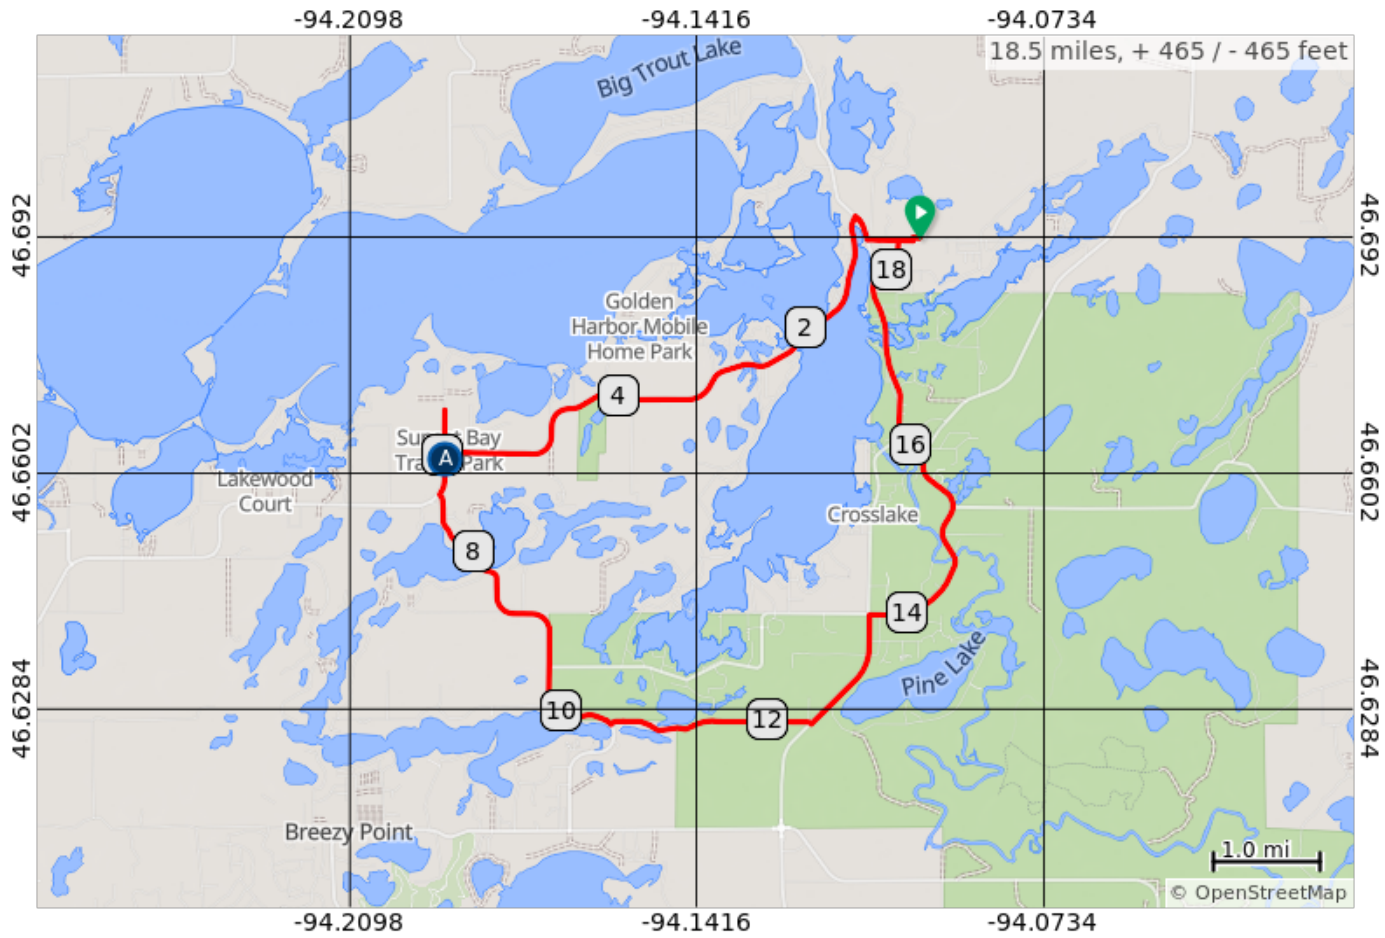 -94.2098 -94.1416 -94.0734
18.5 miles, + 465 / - 465 feet
Big Trout Lake
46.692
46.692
18
Golden
Harbor Mobile
Home Park
2
4
Bay
Park
A
16
46.6602
46.6602
Lakewood
Court
Crosslake
8
14
Pine Lake
10
12
46.6284
46.6284
Breezy Point
1.0 mi
© OpenStreetMap
-94.2098 -94.1416 -94.0734